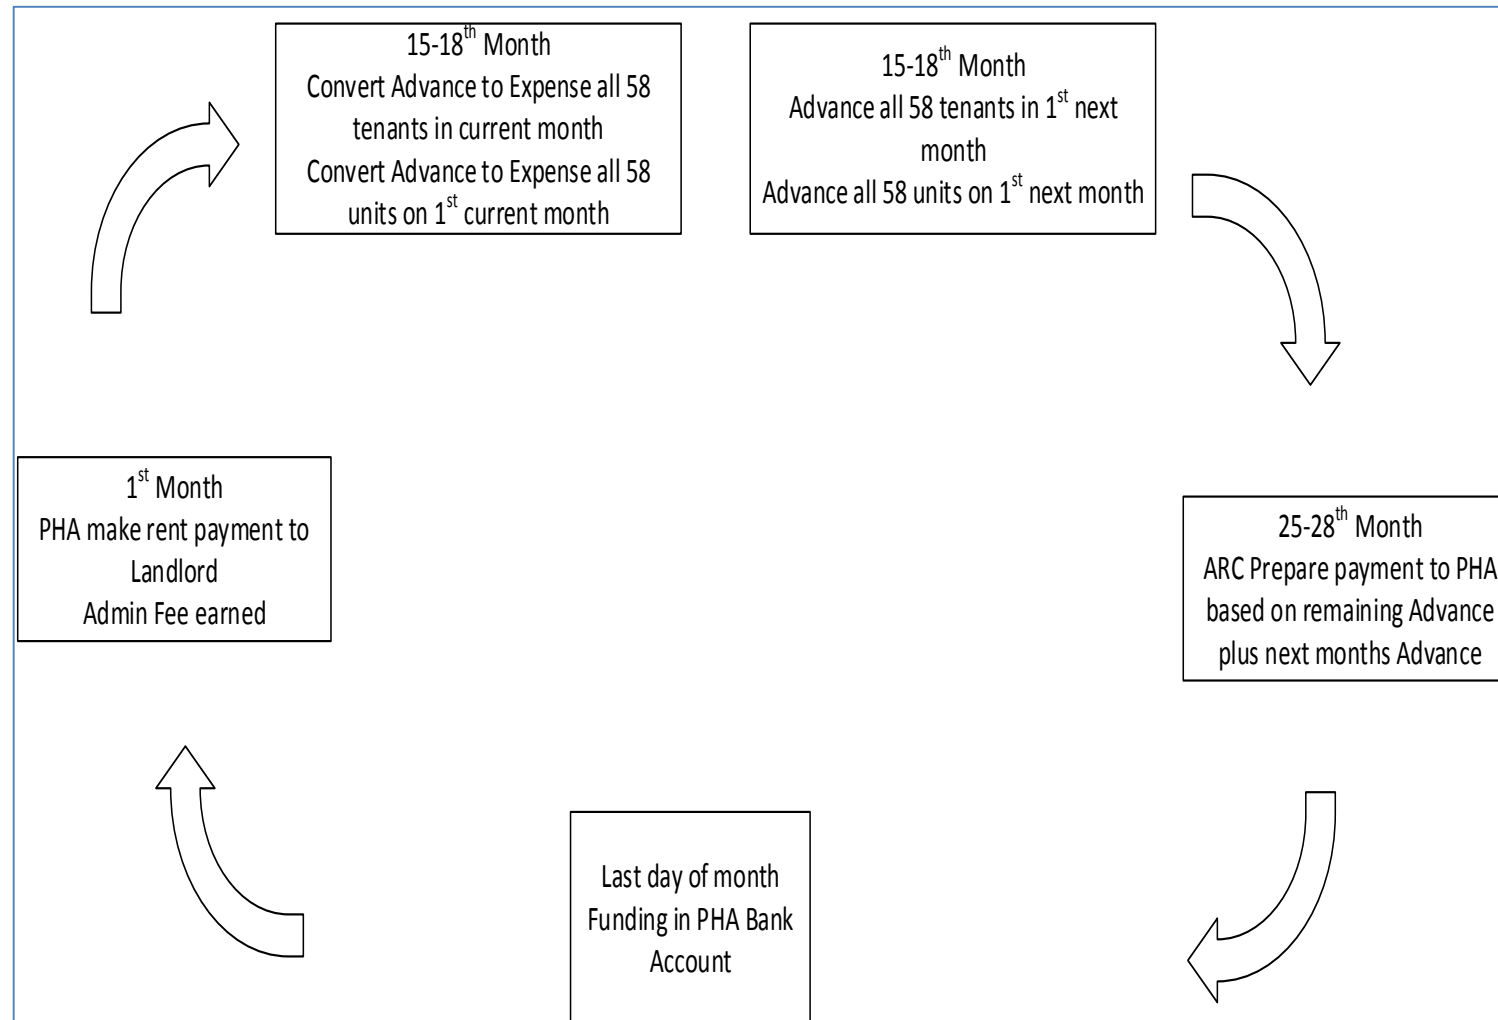 15-18th Month
Convert Advance to Expense all 58
tenants in current month
Convert Advance to Expense all 58
units on 1st current month
15-18th Month
Advance all 58 tenants in 1st next
month
Advance all 58 units on 1st next month
1st Month
PHA make rent payment to
Landlord
Admin Fee earned
25-28th Month
ARC Prepare payment to PHA
based on remaining Advance
plus next months Advance
Last day of month
Funding in PHA Bank
Account